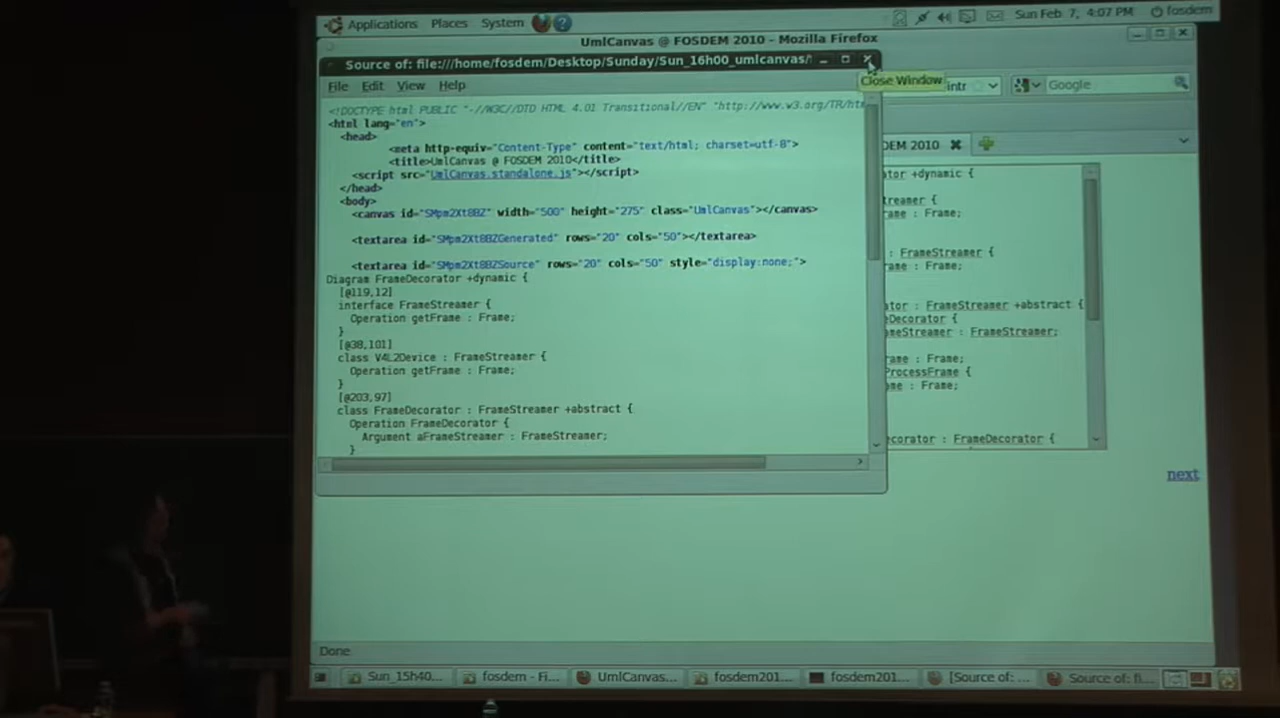 Applications Places System Sun Feb 7, 4:07 PM fosdem
UmlCanvas @ FOSDEM 2010 - Mozilla Firefox
Source of: file:///home/fosdem/Desktop/Sunday/Sun_16h00_umlcanvas/
Close Window
File Edit View Help
intr
Google
<!DOCTYPE html PUBLIC "-//W3C//DTD HTML 4.01 Transitional//EN" "http://www.w3.org/TR/htm
<html lang="en">
<head>
<meta http-equiv="Content-Type" content="text/html; charset=utf-8">
<title>UmlCanvas @ FOSDEM 2010</title>
<script src="UmlCanvas.standalone.js"></script>
</head>
<body>
<canvas id="SMpm2Xt8BZ" width="500" height="275" class="UmlCanvas"></canvas>
<textarea id="SMpm2Xt8BZGenerated" rows="20" cols="50"></textarea>
<textarea id="SMpm2Xt8BZSource" rows="20" cols="50" style="display:none;">
Diagram FrameDecorator +dynamic {
[@119,12]
interface FrameStreamer {
Operation getFrame : Frame;
}
[@38,101]
class V4L2Device : FrameStreamer {
Operation getFrame : Frame;
}
[@203,97]
class FrameDecorator : FrameStreamer +abstract {
Operation FrameDecorator {
Argument aFrameStreamer : FrameStreamer;
}
DEM 2010
rator +dynamic {
treamer {
ame : Frame;
: FrameStreamer {
ame : Frame;
ator : FrameStreamer +abstract {
eDecorator {
meStreamer : FrameStreamer;
ame : Frame;
ProcessFrame {
ame : Frame;
ecorator : FrameDecorator {
next
Done
Sun_15h40... fosdem - Fi... UmlCanvas... fosdem201... fosdem201... [Source of: ... Source of: fi...